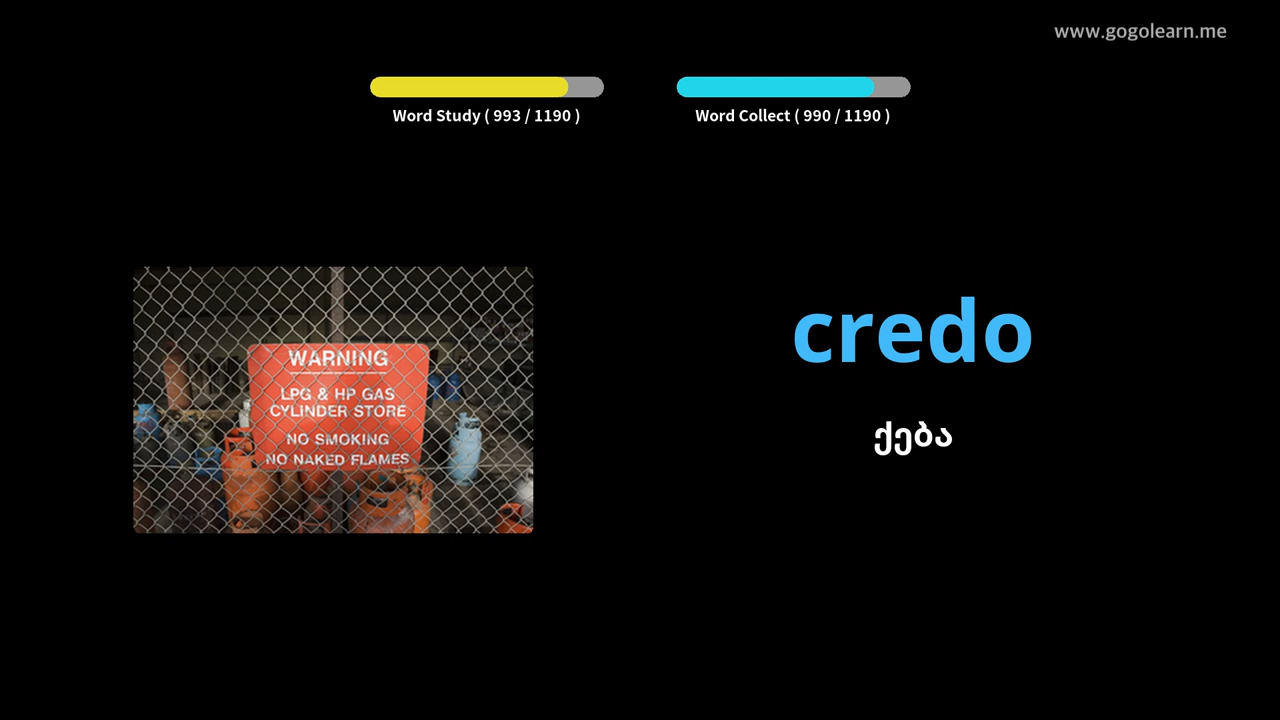 www.gogolearn.me
Word Study ( 993 / 1190 )
Word Collect ( 990 / 1190 )
WARNING
LPG & HP GAS
CYLINDER STORE
NO SMOKING
NO NAKED FLAMES
credo
ქება